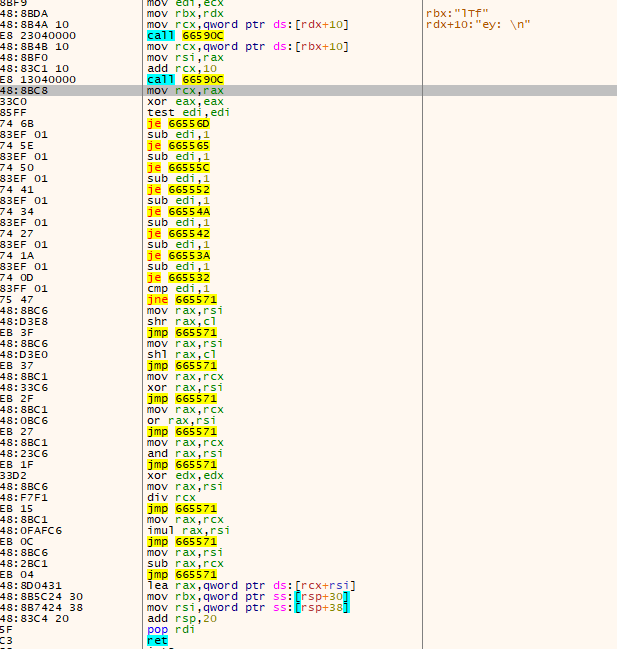 8BF9 mov edi,ecx
48:8BDA mov rbx,rdx rbx:"lTf"
48:8B4A 10 mov rcx,qword ptr ds:[rdx+10] rdx+10:"ey: \n"
E8 23040000 call 66590C
48:8B4B 10 mov rcx,qword ptr ds:[rbx+10]
48:8BF0 mov rsi,rax
48:83C1 10 add rcx,10
E8 13040000 call 66590C
48:8BC8 mov rcx,rax
33C0 xor eax,eax
85FF test edi,edi
74 6B je 66556D
83EF 01 sub edi,1
74 5E je 665565
83EF 01 sub edi,1
74 50 je 66555C
83EF 01 sub edi,1
74 41 je 665552
83EF 01 sub edi,1
74 34 je 66554A
83EF 01 sub edi,1
74 27 je 665542
83EF 01 sub edi,1
74 1A je 66553A
83EF 01 sub edi,1
74 0D je 665532
83FF 01 cmp edi,1
75 47 jne 665571
48:8BC6 mov rax,rsi
48:D3E8 shr rax,cl
EB 3F jmp 665571
48:8BC6 mov rax,rsi
48:D3E0 shl rax,cl
EB 37 jmp 665571
48:8BC1 mov rax,rcx
48:33C6 xor rax,rsi
EB 2F jmp 665571
48:8BC1 mov rax,rcx
48:0BC6 or rax,rsi
EB 27 jmp 665571
48:8BC1 mov rax,rcx
48:23C6 and rax,rsi
EB 1F jmp 665571
33D2 xor edx,edx
48:8BC6 mov rax,rsi
48:F7F1 div rcx
EB 15 jmp 665571
48:8BC1 mov rax,rcx
48:0FAFC6 imul rax,rsi
EB 0C jmp 665571
48:8BC6 mov rax,rsi
48:2BC1 sub rax,rcx
EB 04 jmp 665571
48:8D0431 lea rax,qword ptr ds:[rcx+rsi]
48:8B5C24 30 mov rbx,qword ptr ss:[rsp+30]
48:8B7424 38 mov rsi,qword ptr ss:[rsp+38]
48:83C4 20 add rsp,20
5F pop rdi
C3 ret